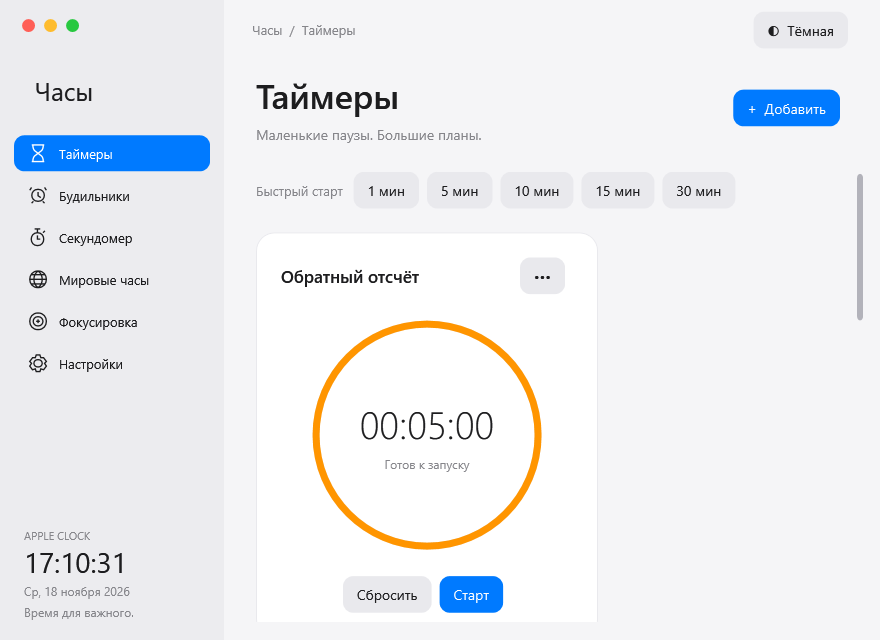 Часы
Таймеры
Будильники
Секундомер
Мировые часы
Фокусировка
Настройки
APPLE CLOCK
17:10:31
Ср, 18 ноября 2026
Время для важного.
Часы / Таймеры
Тёмная
Таймеры
Маленькие паузы. Большие планы.
+ Добавить
Быстрый старт 1 мин 5 мин 10 мин 15 мин 30 мин
Обратный отсчёт
00:05:00
Готов к запуску
Сбросить Старт